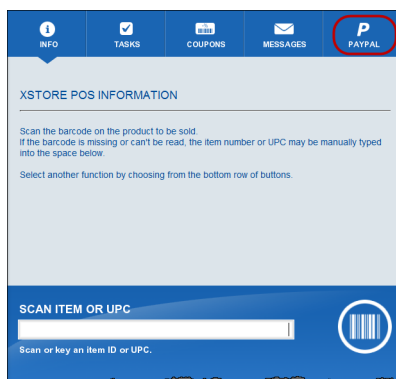 INFO TASKS COUPONS MESSAGES PAYPAL
XSTORE POS INFORMATION
Scan the barcode on the product to be sold.
If the barcode is missing or can't be read, the item number or UPC may be manually typed
into the space below.
Select another function by choosing from the bottom row of buttons.
SCAN ITEM OR UPC
Scan or key an item ID or UPC.